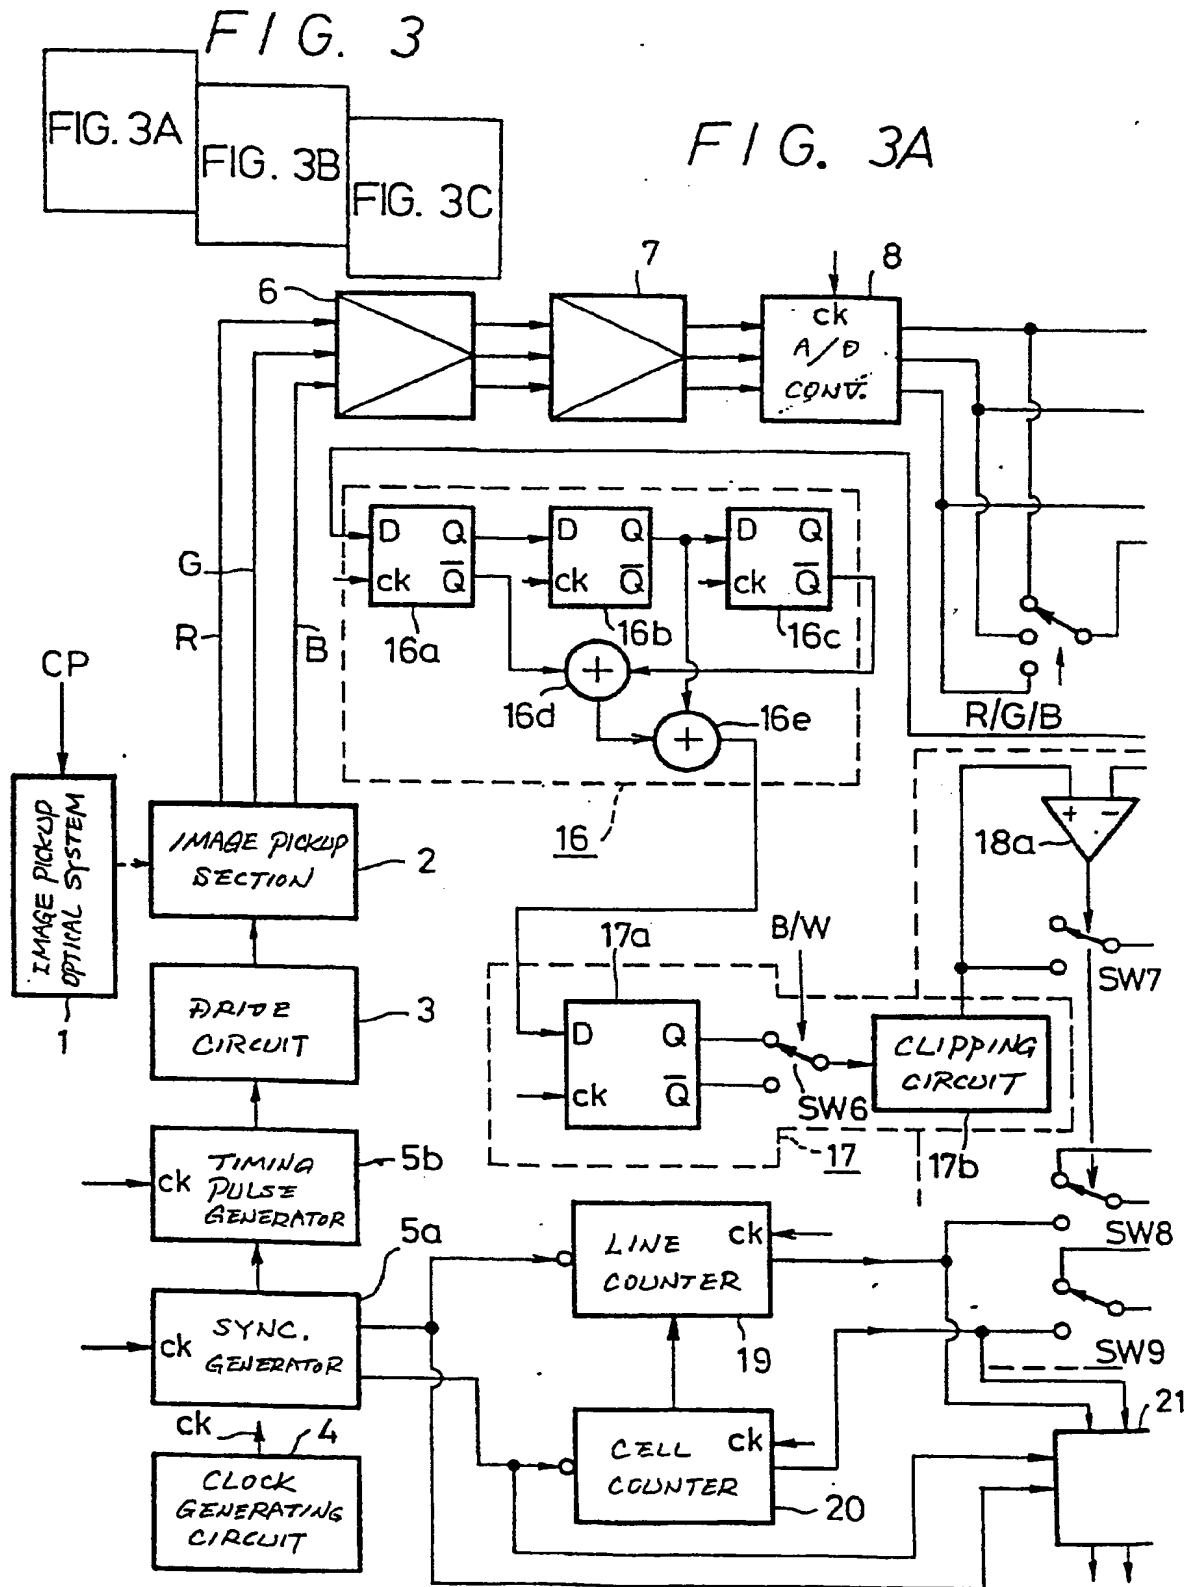 FIG. 3
FIG. 3A
FIG. 3B
FIG. 3C
FIG. 3A
6
7
8
ck
A/D
CONV.
R
G
B
D Q
ck Q̅
16a
D Q
ck Q̅
16b
D Q
ck Q̅
16c
+
16d
+
16e
16
R/G/B
CP
IMAGE PICKUP
OPTICAL SYSTEM
1
IMAGE PICKUP
SECTION
2
DRIVE
CIRCUIT
3
ck
TIMING
PULSE
GENERATOR
5b
ck
SYNC.
GENERATOR
5a
ck
4
CLOCK
GENERATING
CIRCUIT
17a
D Q
ck Q̅
B/W
SW6
CLIPPING
CIRCUIT
17b
17
+ -
18a
SW7
SW8
SW9
LINE
COUNTER
ck
19
CELL
COUNTER
ck
20
21